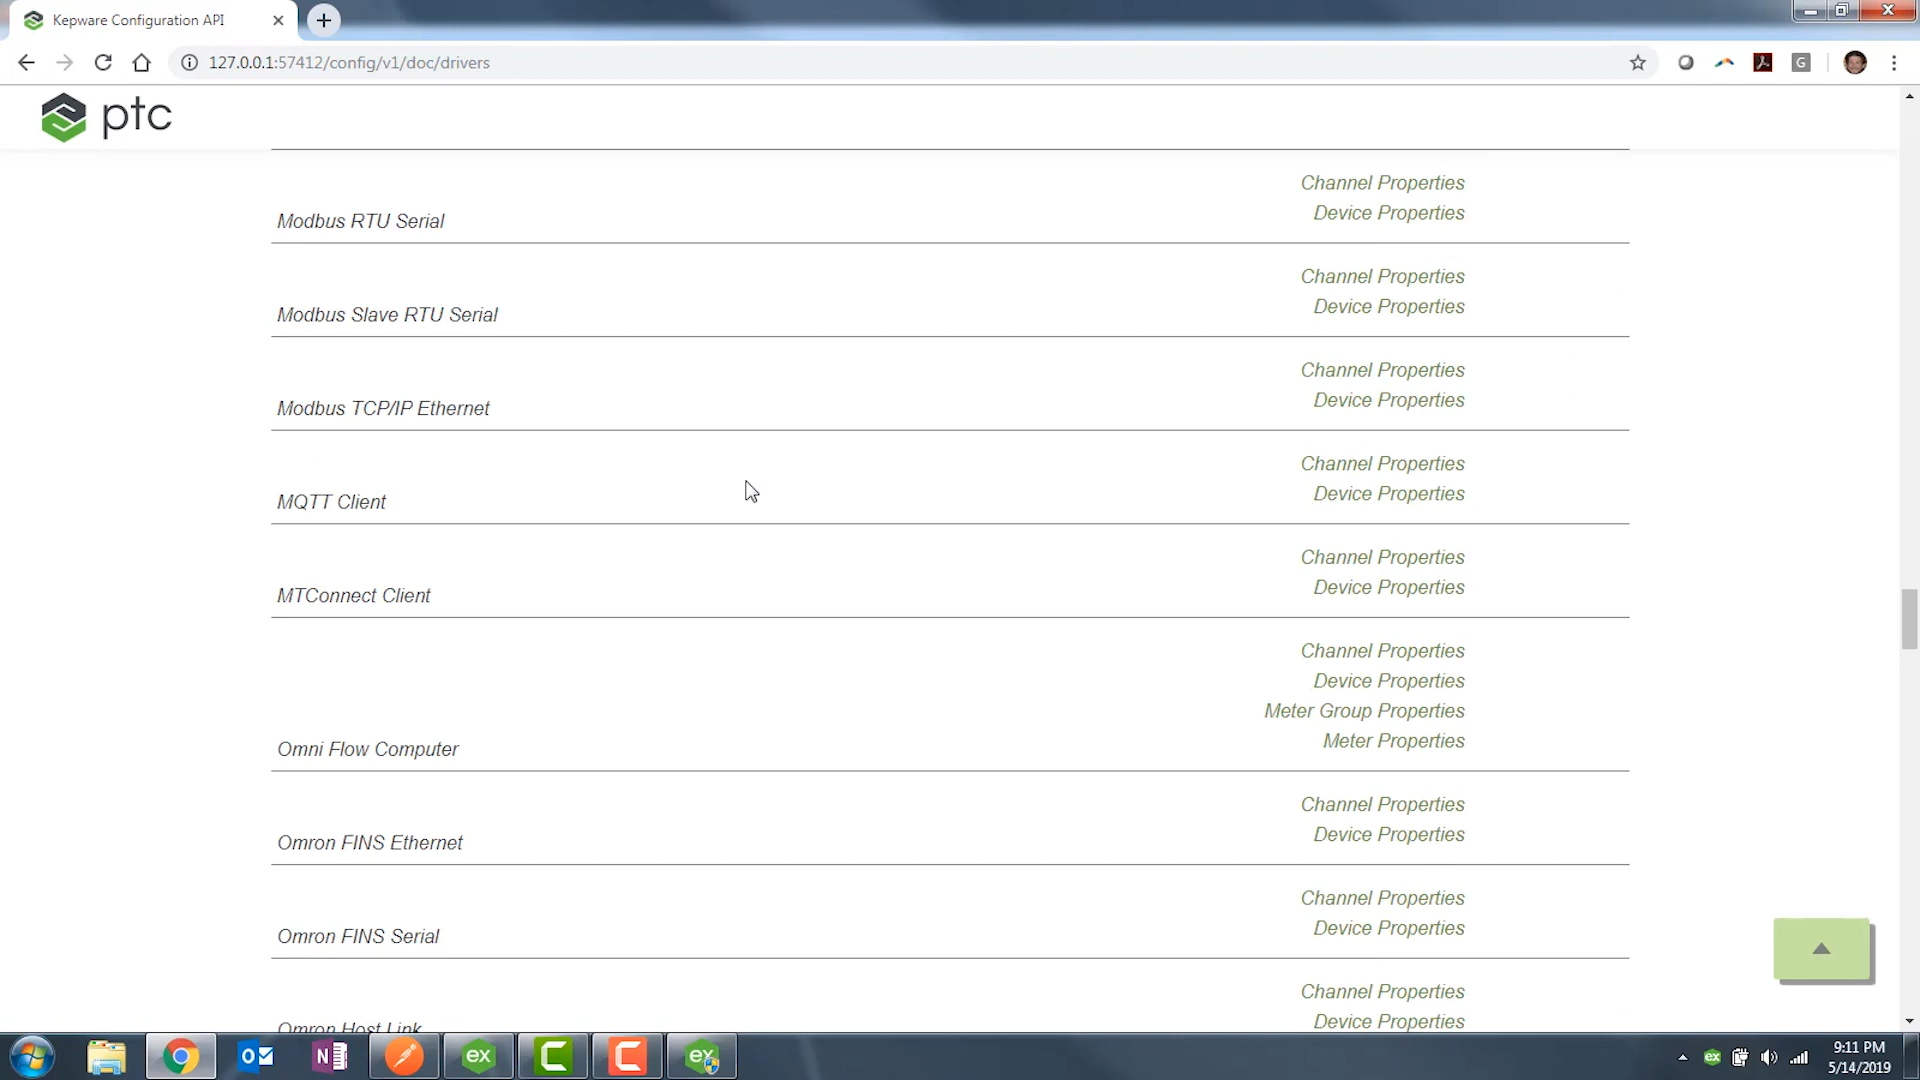 Kepware Configuration API
127.0.0.1:57412/config/v1/doc/drivers
ptc
Channel Properties
Device Properties
Modbus RTU Serial
Channel Properties
Device Properties
Modbus Slave RTU Serial
Channel Properties
Device Properties
Modbus TCP/IP Ethernet
Channel Properties
Device Properties
MQTT Client
Channel Properties
Device Properties
MTConnect Client
Channel Properties
Device Properties
Meter Group Properties
Meter Properties
Omni Flow Computer
Channel Properties
Device Properties
Omron FINS Ethernet
Channel Properties
Device Properties
Omron FINS Serial
Channel Properties
Device Properties
Omron Host Link
9:11 PM
5/14/2019